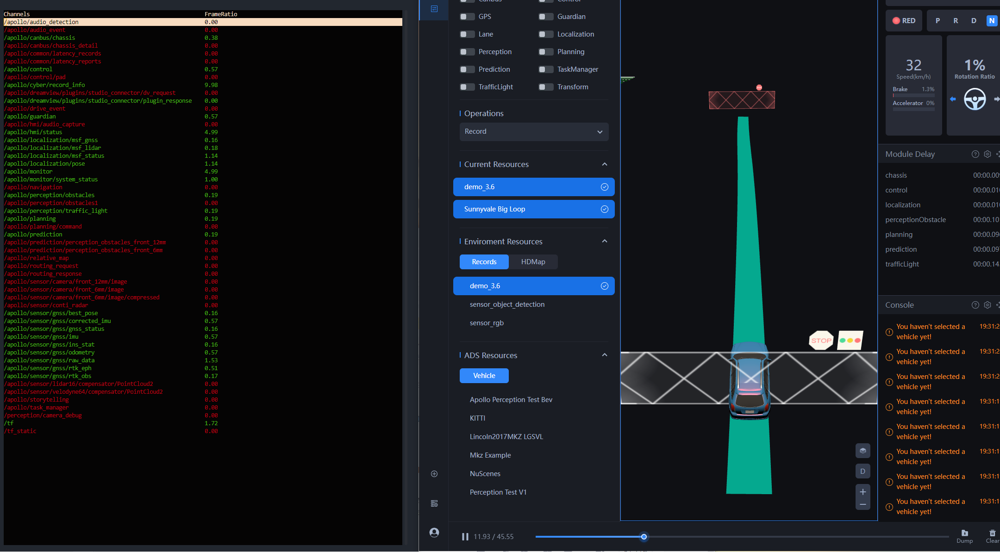 Channels FrameRatio
/apollo/audio_detection 0.00
/apollo/audio_event 0.00
/apollo/canbus/chassis 0.38
/apollo/canbus/chassis_detail 0.00
/apollo/common/latency_records 0.00
/apollo/common/latency_reports 0.00
/apollo/control 0.57
/apollo/control/pad 0.00
/apollo/cyber/record_info 9.98
/apollo/dreamview/plugins/studio_connector/dv_request 0.00
/apollo/dreamview/plugins/studio_connector/plugin_response 0.00
/apollo/drive_event 0.00
/apollo/guardian 0.57
/apollo/hmi/audio_capture 0.00
/apollo/hmi/status 4.99
/apollo/localization/msf_gnss 0.16
/apollo/localization/msf_lidar 0.18
/apollo/localization/msf_status 1.14
/apollo/localization/pose 1.14
/apollo/monitor 4.99
/apollo/monitor/system_status 1.00
/apollo/navigation 0.00
/apollo/perception/obstacles 0.19
/apollo/perception/obstacles1 0.00
/apollo/perception/traffic_light 0.19
/apollo/planning 0.19
/apollo/planning/command 0.00
/apollo/prediction 0.19
/apollo/prediction/perception_obstacles_front_12mm 0.00
/apollo/prediction/perception_obstacles_front_6mm 0.00
/apollo/relative_map 0.00
/apollo/routing_request 0.00
/apollo/routing_response 0.00
/apollo/sensor/camera/front_12mm/image 0.00
/apollo/sensor/camera/front_6mm/image 0.00
/apollo/sensor/camera/front_6mm/image/compressed 0.00
/apollo/sensor/conti_radar 0.00
/apollo/sensor/gnss/best_pose 0.16
/apollo/sensor/gnss/corrected_imu 0.57
/apollo/sensor/gnss/gnss_status 0.16
/apollo/sensor/gnss/imu 0.57
/apollo/sensor/gnss/ins_stat 0.16
/apollo/sensor/gnss/odometry 0.57
/apollo/sensor/gnss/raw_data 1.53
/apollo/sensor/gnss/rtk_eph 0.51
/apollo/sensor/gnss/rtk_obs 0.17
/apollo/sensor/lidar16/compensator/PointCloud2 0.00
/apollo/sensor/velodyne64/compensator/PointCloud2 0.00
/apollo/storytelling 0.00
/apollo/task_manager 0.00
/perception/camera_debug 0.00
/tf 1.72
/tf_static 0.00
Canbus Control
GPS Guardian
Lane Localization
Perception Planning
Prediction TaskManager
TrafficLight Transform
Operations
Record
Current Resources
demo_3.6
Sunnyvale Big Loop
Enviroment Resources
Records HDMap
demo_3.6
sensor_object_detection
sensor_rgb
ADS Resources
Vehicle
Apollo Perception Test Bev
KITTI
Lincoln2017MKZ LGSVL
Mkz Example
NuScenes
Perception Test V1
11.93 / 45.55
STOP
D
RED P R D N
32
Speed(km/h)
Brake 1.3%
Accelerator 0%
1%
Rotation Ratio
Module Delay
chassis 00:00.009
control 00:00.010
localization 00:00.010
perceptionObstacle 00:00.10
planning 00:00.09
prediction 00:00.09
trafficLight 00:00.14
Console
You haven't selected a 19:31:2
vehicle yet!
You haven't selected a 19:31:2
vehicle yet!
You haven't selected a 19:31:2
vehicle yet!
You haven't selected a 19:31:1
vehicle yet!
You haven't selected a 19:31:1
vehicle yet!
You haven't selected a 19:31:1
vehicle yet!
You haven't selected a 19:31:1
vehicle yet!
You haven't selected a 19:31:1
vehicle yet!
Dump Clear